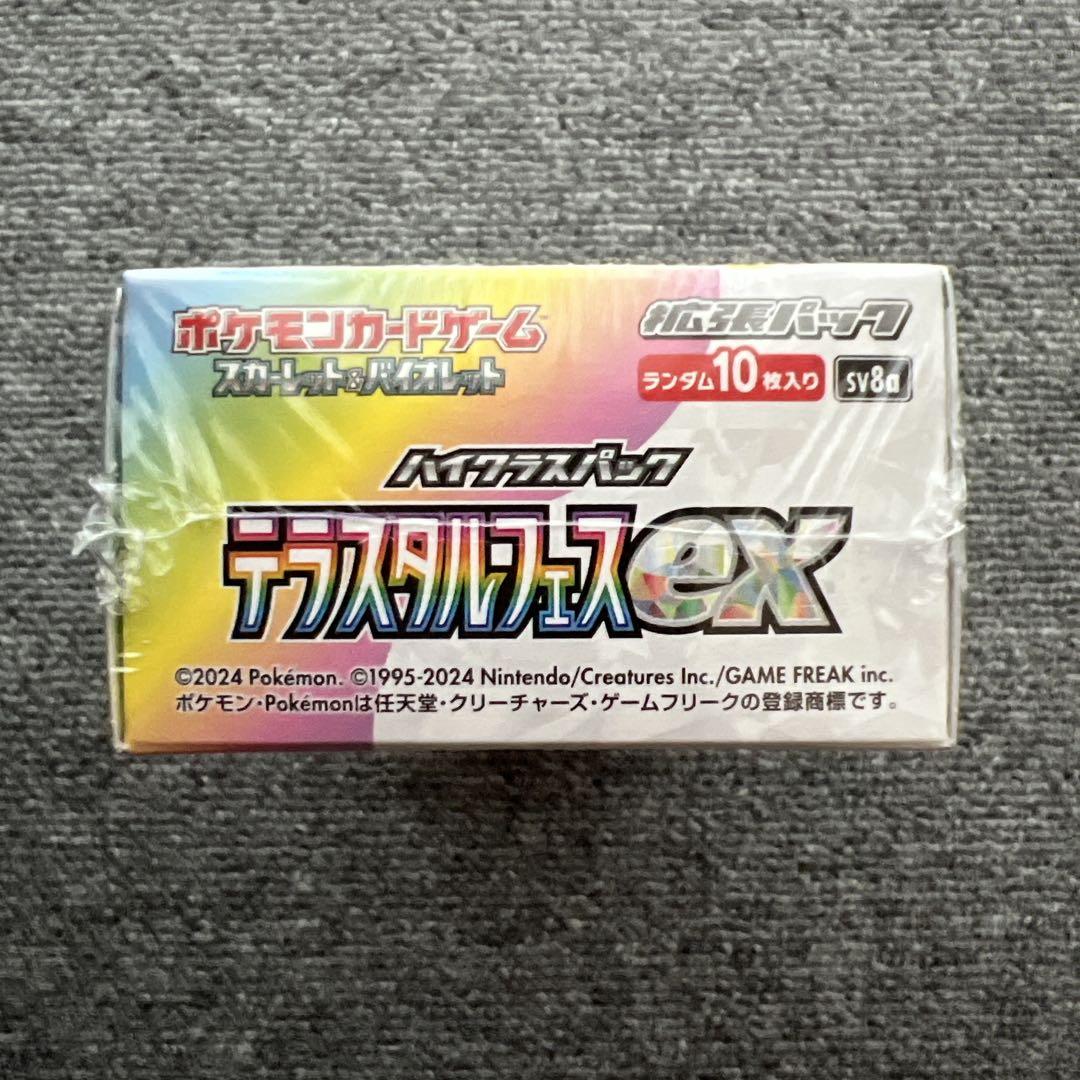 ポケモンカードゲーム
スカーレット&バイオレット
拡張パック
ランダム10枚入り SV8a
ハイクラスパック
テラスタルフェスex
©2024 Pokémon. ©1995-2024 Nintendo/Creatures Inc./GAME FREAK inc.
ポケモン・Pokémonは任天堂・クリーチャーズ・ゲームフリークの登録商標です。